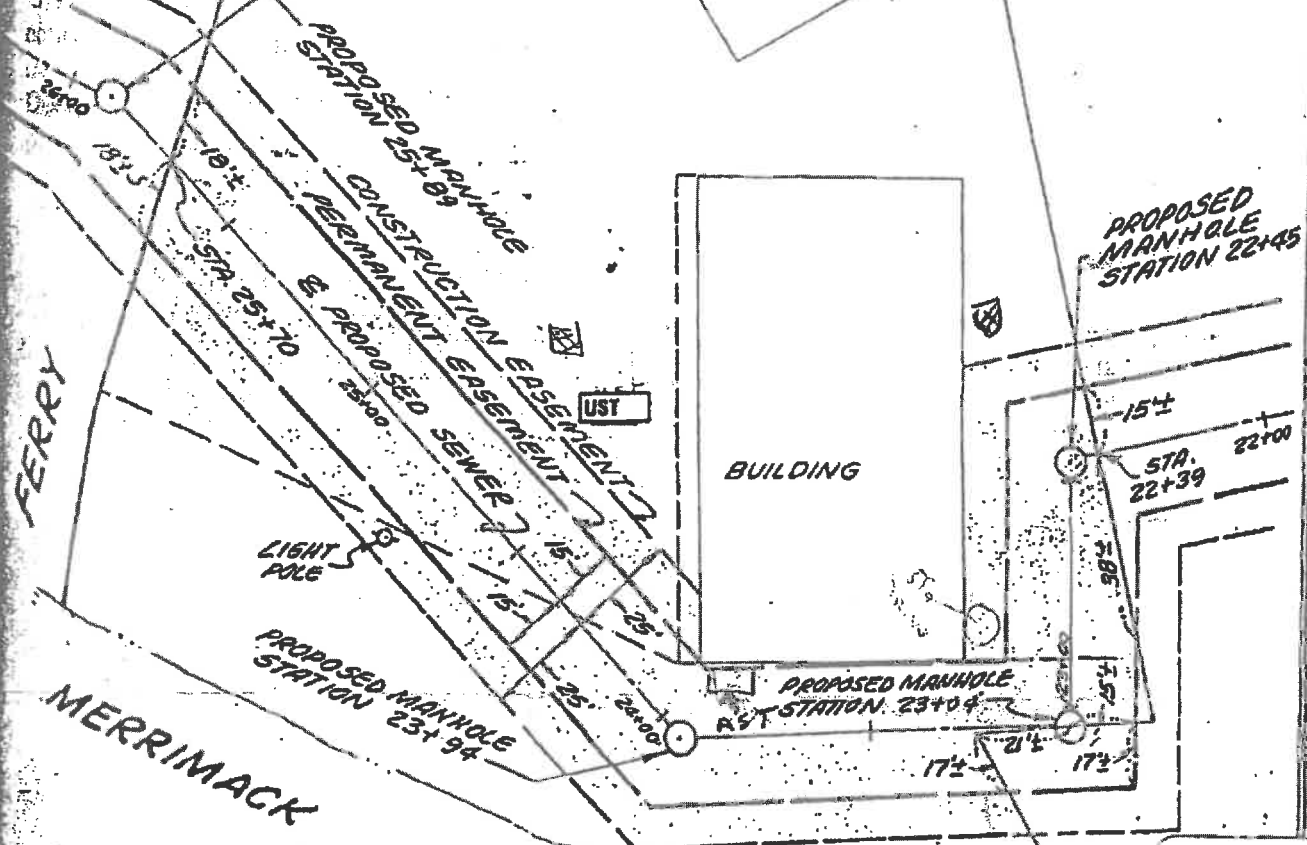 PROPOSED MANHOLE
STATION 25+89
26+00
18'±
18'±
CONSTRUCTION EASEMENT
PERMANENT EASEMENT
℄ PROPOSED SEWER
STA. 25+70
25+00
UST
BUILDING
PROPOSED
MANHOLE
STATION 22+45
15'±
22+00
STA.
22+39
38'±
FERRY
LIGHT
POLE
15'
15'
25'
25'
PROPOSED MANHOLE
STATION 23+94
24+00
AST
PROPOSED MANHOLE
STATION 23+04
23+00
15'±
21'±
17'±
17'±
MERRIMACK